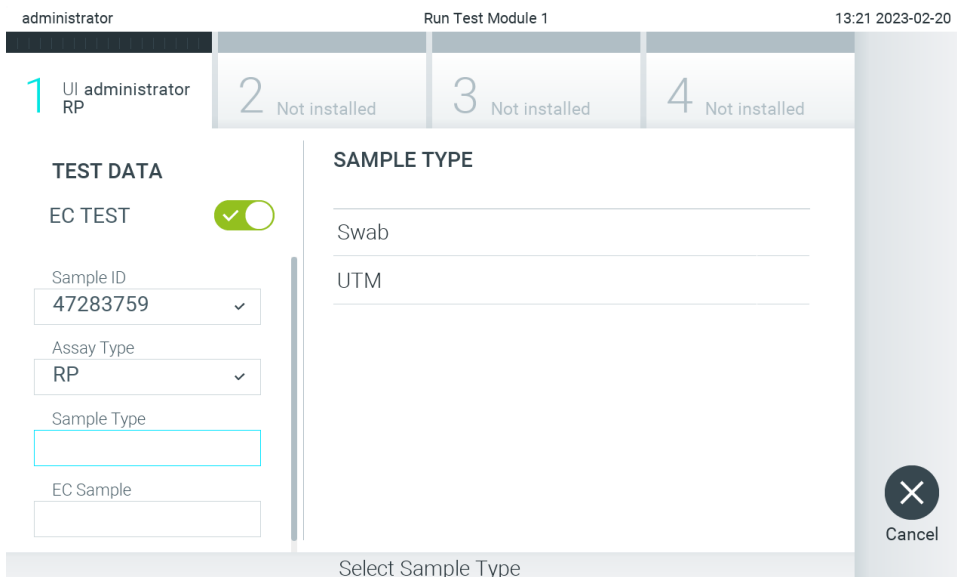 administrator
Run Test Module 1
13:21 2023-02-20
1 UI administrator
RP
2 Not installed
3 Not installed
4 Not installed
TEST DATA
EC TEST
Sample ID
47283759
Assay Type
RP
Sample Type
EC Sample
SAMPLE TYPE
Swab
UTM
Cancel
Select Sample Type